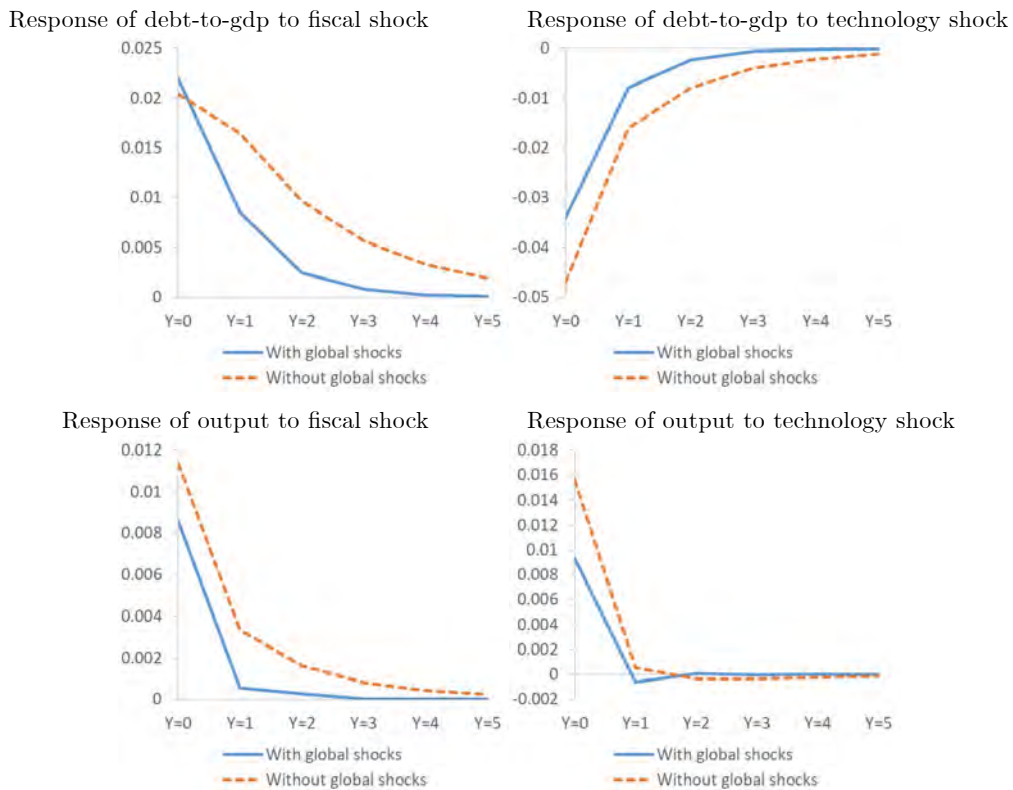 Response of debt-to-gdp to fiscal shock
0.025
0.02
0.015
0.01
0.005
0
Y=0 Y=1 Y=2 Y=3 Y=4 Y=5
With global shocks
Without global shocks
Response of debt-to-gdp to technology shock
0
-0.01
-0.02
-0.03
-0.04
-0.05
Y=0 Y=1 Y=2 Y=3 Y=4 Y=5
With global shocks
Without global shocks
Response of output to fiscal shock
0.012
0.01
0.008
0.006
0.004
0.002
0
Y=0 Y=1 Y=2 Y=3 Y=4 Y=5
With global shocks
Without global shocks
Response of output to technology shock
0.018
0.016
0.014
0.012
0.01
0.008
0.006
0.004
0.002
0
-0.002
Y=0 Y=1 Y=2 Y=3 Y=4 Y=5
With global shocks
Without global shocks